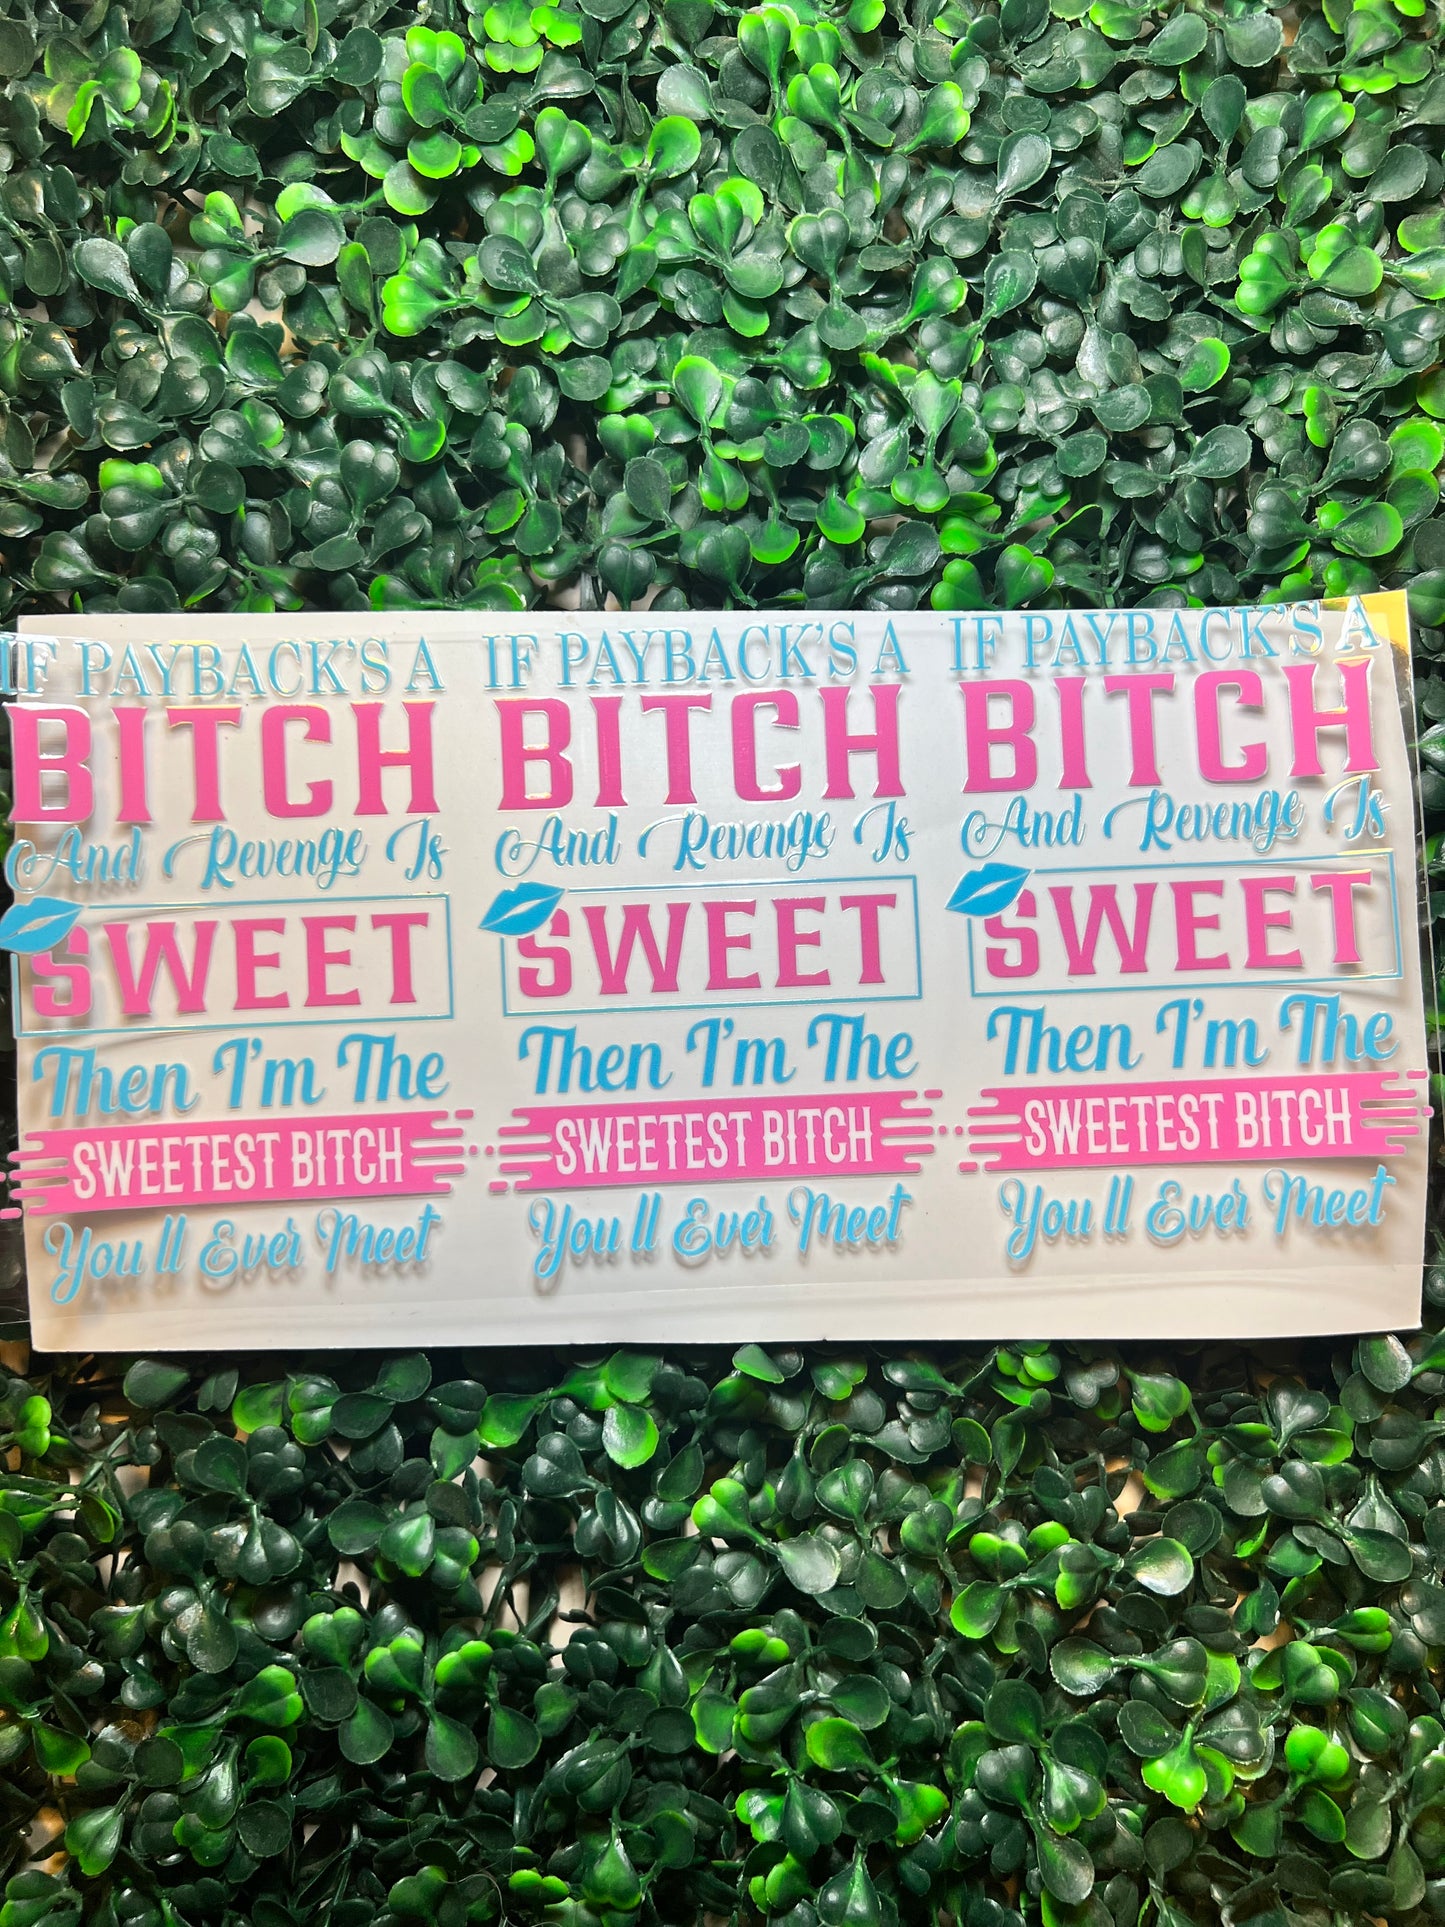 IF PAYBACK'S A
BITCH
And Revenge Is
SWEET
Then I'm The
SWEETEST BITCH
You'll Ever Meet
IF PAYBACK'S A
BITCH
And Revenge Is
SWEET
Then I'm The
SWEETEST BITCH
You'll Ever Meet
IF PAYBACK'S A
BITCH
And Revenge Is
SWEET
Then I'm The
SWEETEST BITCH
You'll Ever Meet